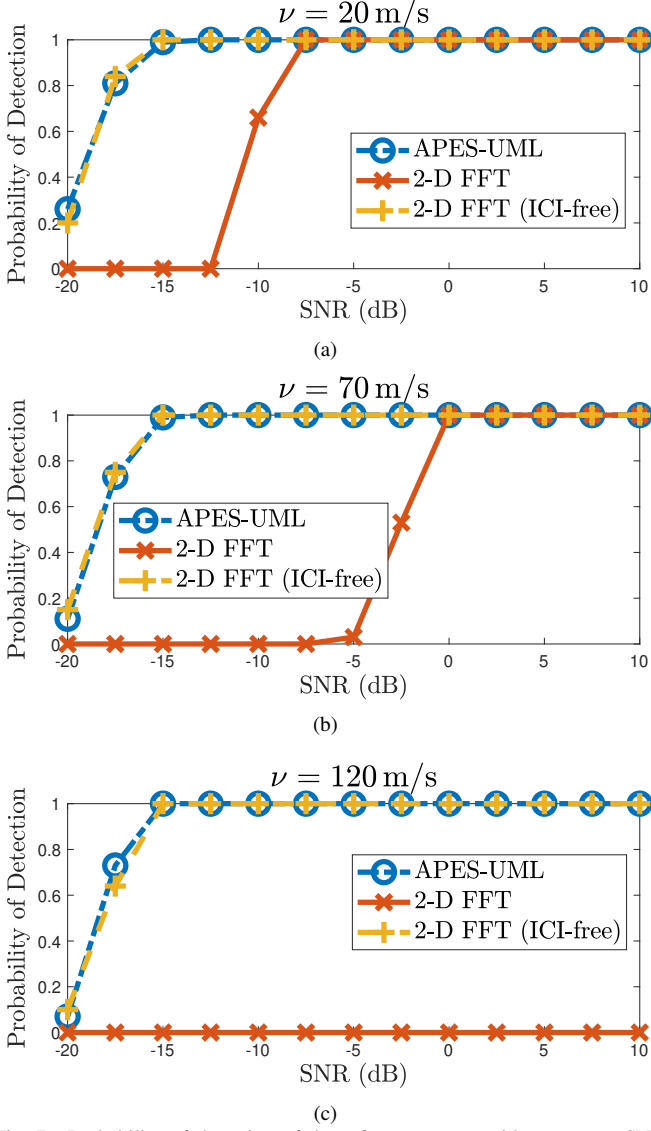 ν = 20 m/s
Probability of Detection
1
0.8
0.6
0.4
0.2
0
APES-UML
2-D FFT
2-D FFT (ICI-free)
-20 -15 -10 -5 0 5 10
SNR (dB)
(a)
ν = 70 m/s
Probability of Detection
1
0.8
0.6
0.4
0.2
0
APES-UML
2-D FFT
2-D FFT (ICI-free)
-20 -15 -10 -5 0 5 10
SNR (dB)
(b)
ν = 120 m/s
Probability of Detection
1
0.8
0.6
0.4
0.2
0
APES-UML
2-D FFT
2-D FFT (ICI-free)
-20 -15 -10 -5 0 5 10
SNR (dB)
(c)